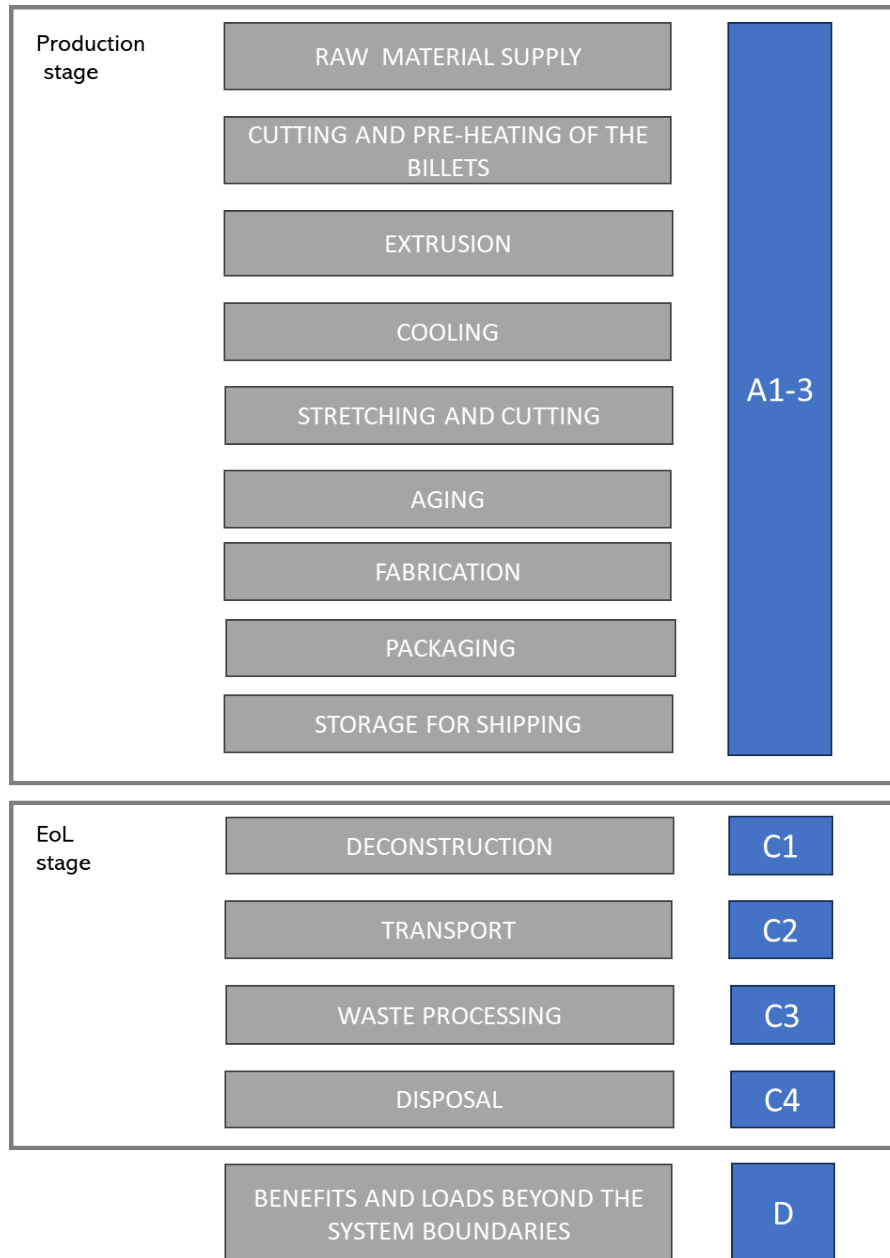 Production
stage
RAW  MATERIAL SUPPLY
CUTTING AND PRE-HEATING OF THE
BILLETS
EXTRUSION
COOLING
STRETCHING AND CUTTING
AGING
FABRICATION
PACKAGING
STORAGE FOR SHIPPING
A1-3
EoL
stage
DECONSTRUCTION
C1
TRANSPORT
C2
WASTE PROCESSING
C3
DISPOSAL
C4
BENEFITS AND LOADS BEYOND THE
SYSTEM BOUNDARIES
D